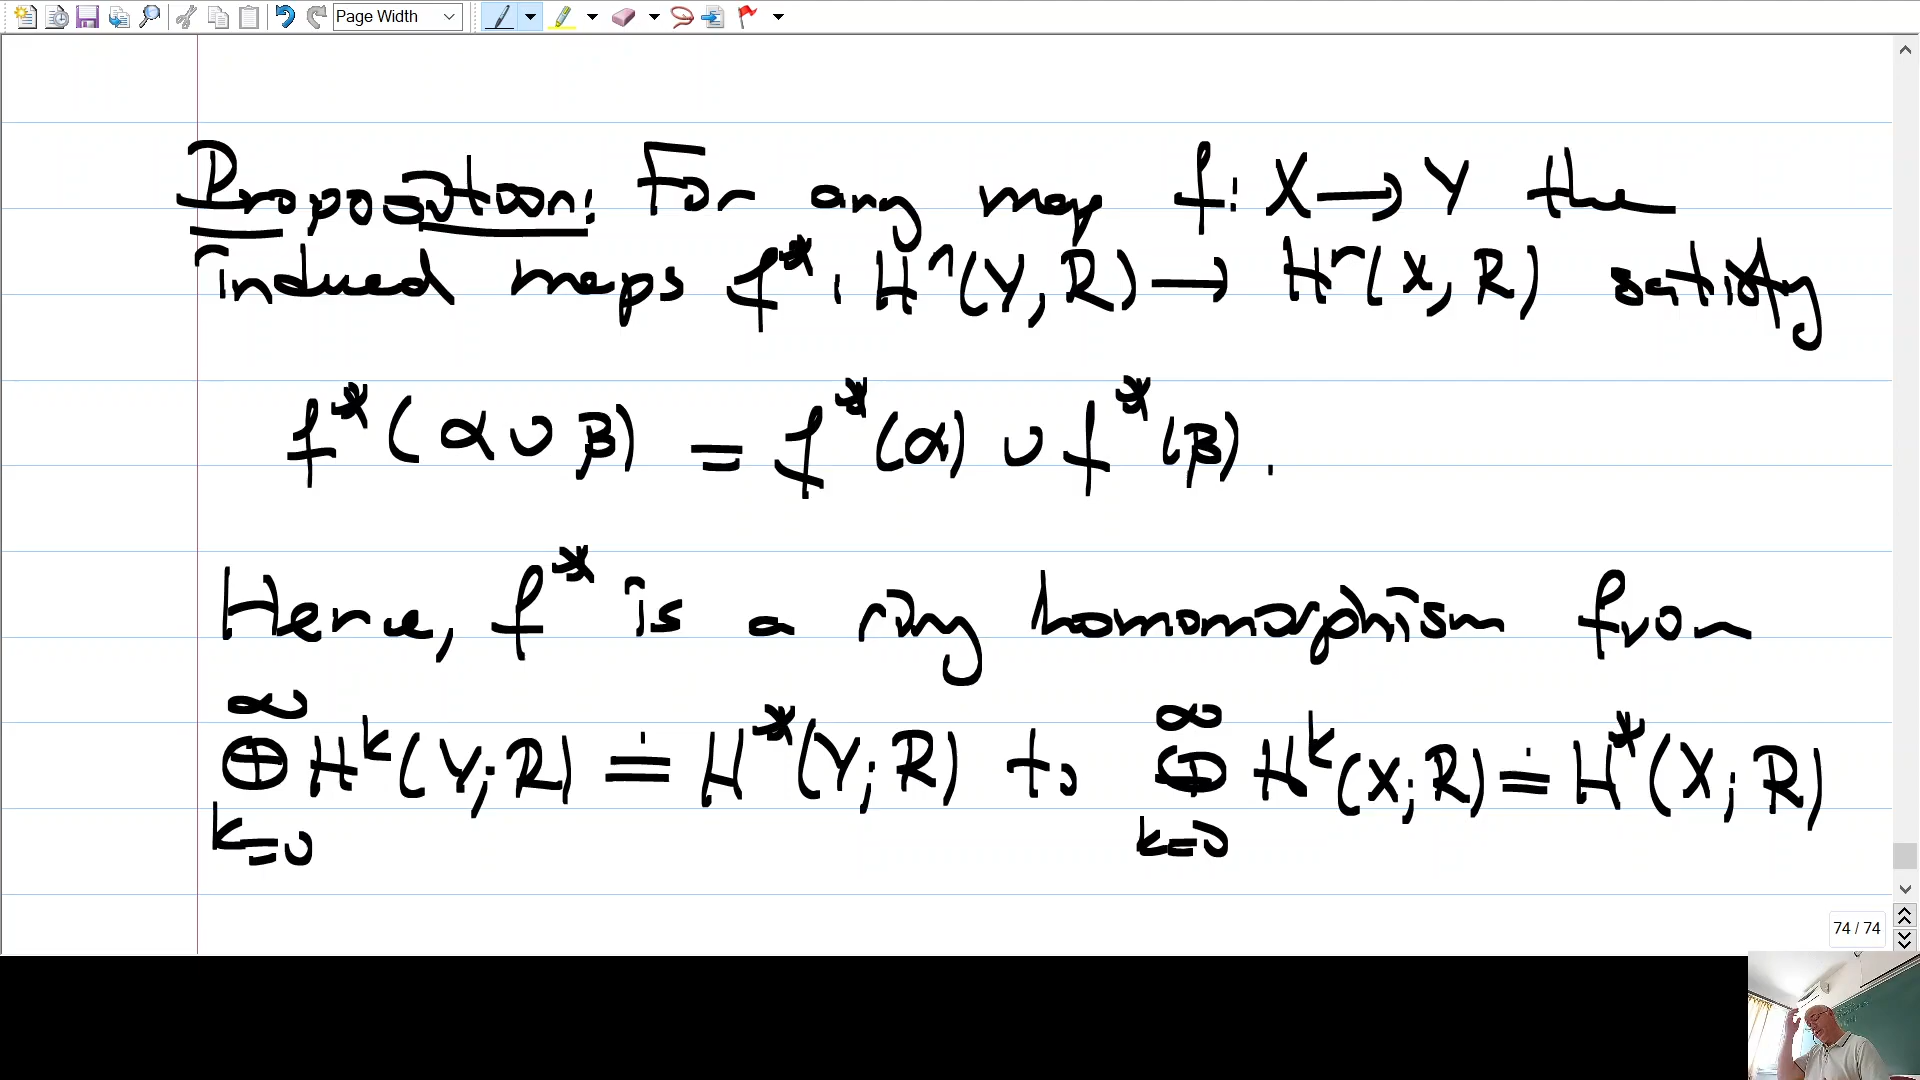 Page Width
Proposition: For any map f: X → Y the
induced maps f* : Hⁿ(Y, R) → Hⁿ(X, R) satisfy
f*(α ∪ β) = f*(α) ∪ f*(β).
Hence, f* is a ring homomorphism from
∞ ⊕ k=0 Hᵏ(Y; R) ≐ H*(Y; R) to ∞ ⊕ k=0 Hᵏ(X; R) ≐ H*(X; R)
74 / 74